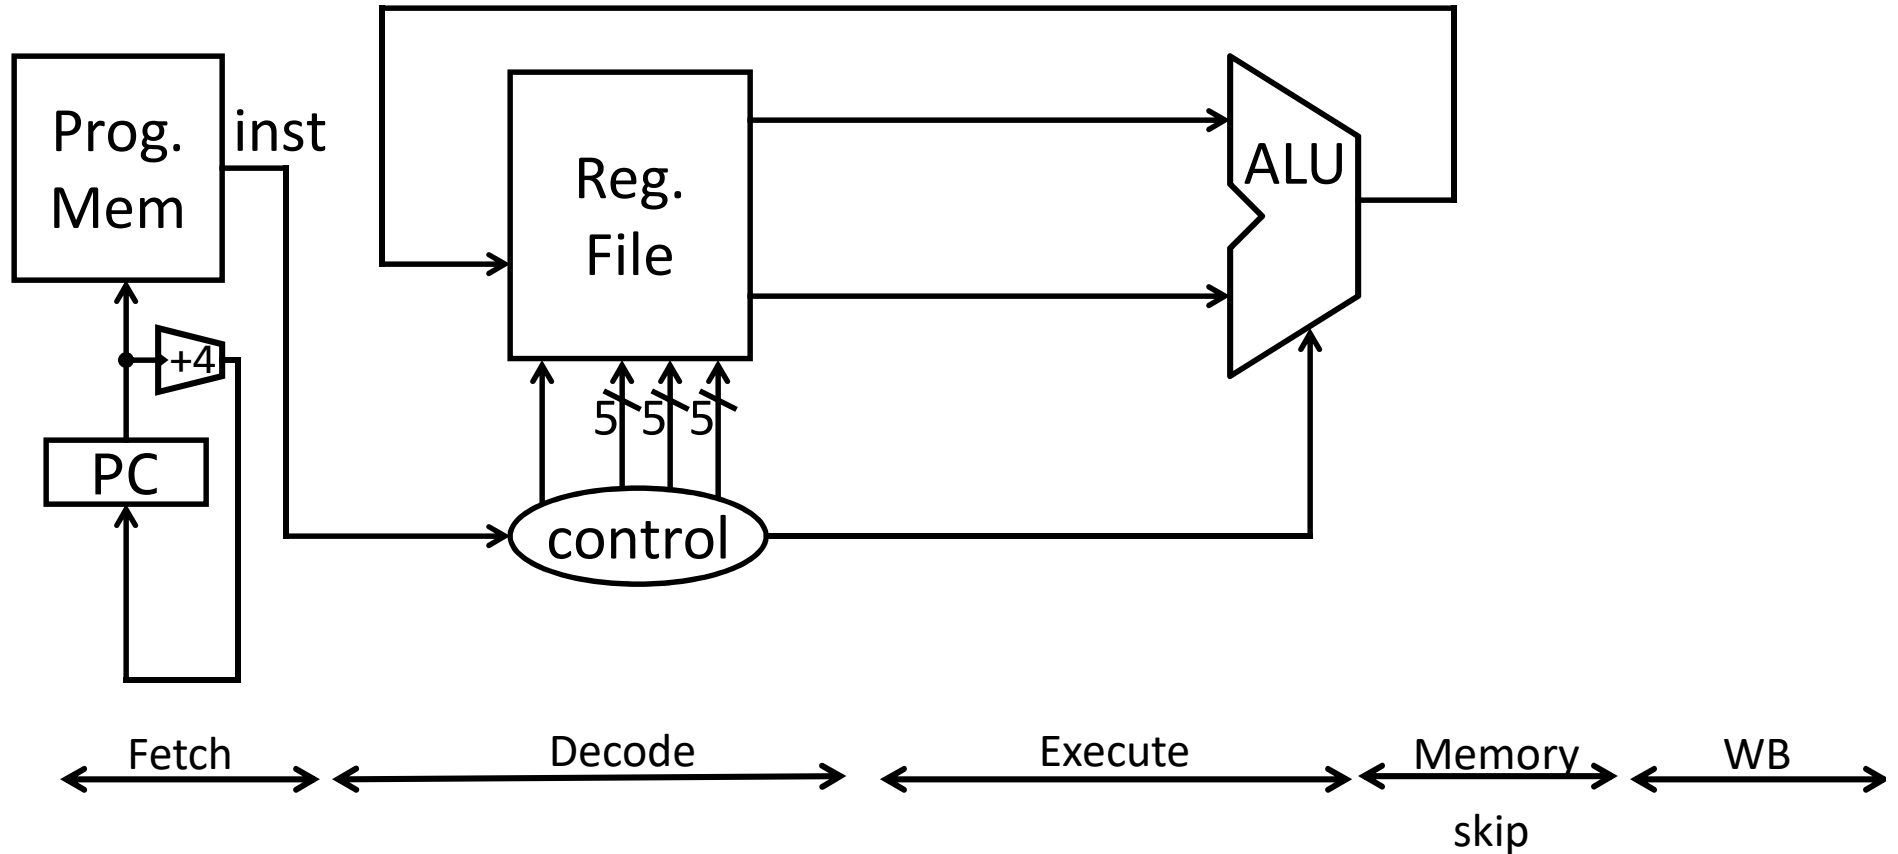 Prog.
Mem
inst
Reg.
File
ALU
+4
5 5 5
PC
control
Fetch
Decode
Execute
Memory
WB
skip